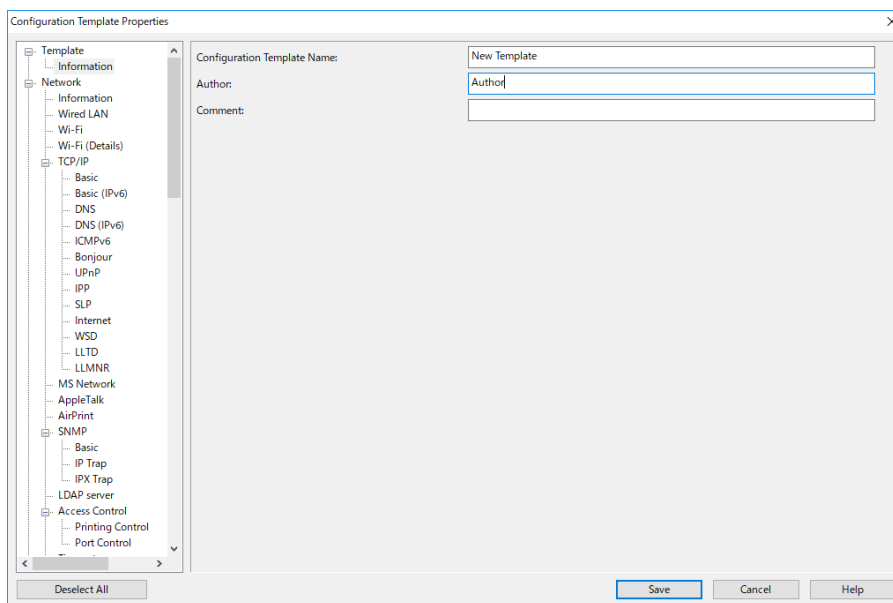 Configuration Template Properties
Template
Information
Network
Information
Wired LAN
Wi-Fi
Wi-Fi (Details)
TCP/IP
Basic
Basic (IPv6)
DNS
DNS (IPv6)
ICMPv6
Bonjour
UPnP
IPP
SLP
Internet
WSD
LLTD
LLMNR
MS Network
AppleTalk
AirPrint
SNMP
Basic
IP Trap
IPX Trap
LDAP server
Access Control
Printing Control
Port Control
Configuration Template Name:
New Template
Author:
Author
Comment:
Deselect All
Save
Cancel
Help